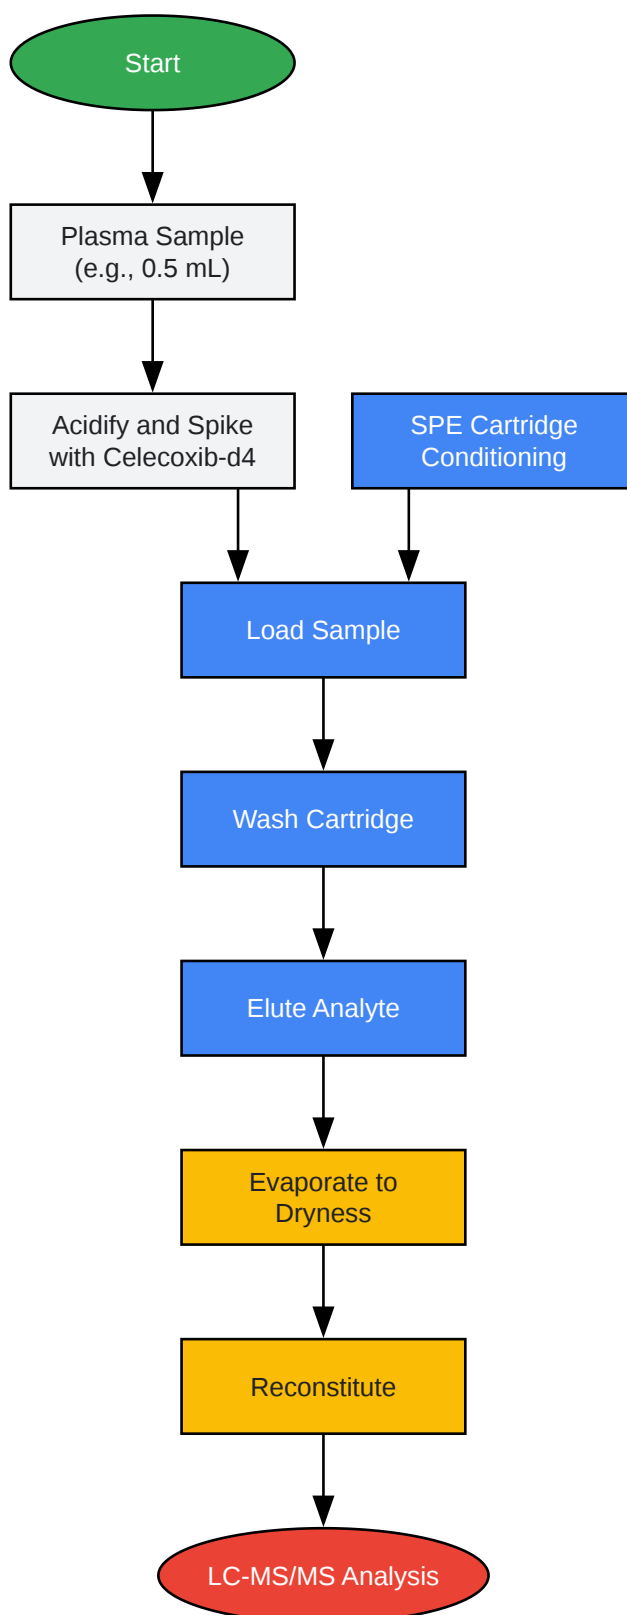 Start
Plasma Sample
(e.g., 0.5 mL)
Acidify and Spike
with Celecoxib-d4
SPE Cartridge
Conditioning
Load Sample
Wash Cartridge
Elute Analyte
Evaporate to
Dryness
Reconstitute
LC-MS/MS Analysis